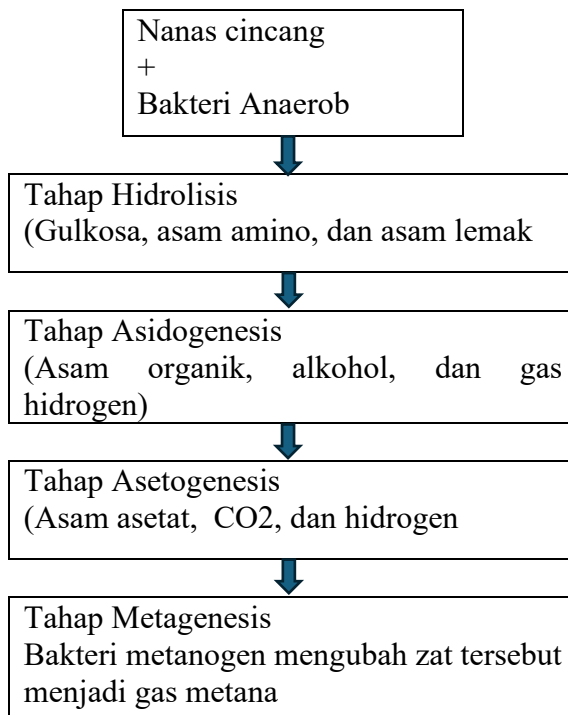 Nanas cincang
+
Bakteri Anaerob
Tahap Hidrolisis
(Gulkosa, asam amino, dan asam lemak
Tahap Asidogenesis
(Asam organik, alkohol, dan gas
hidrogen)
Tahap Asetogenesis
(Asam asetat, CO2, dan hidrogen
Tahap Metagenesis
Bakteri metanogen mengubah zat tersebut
menjadi gas metana